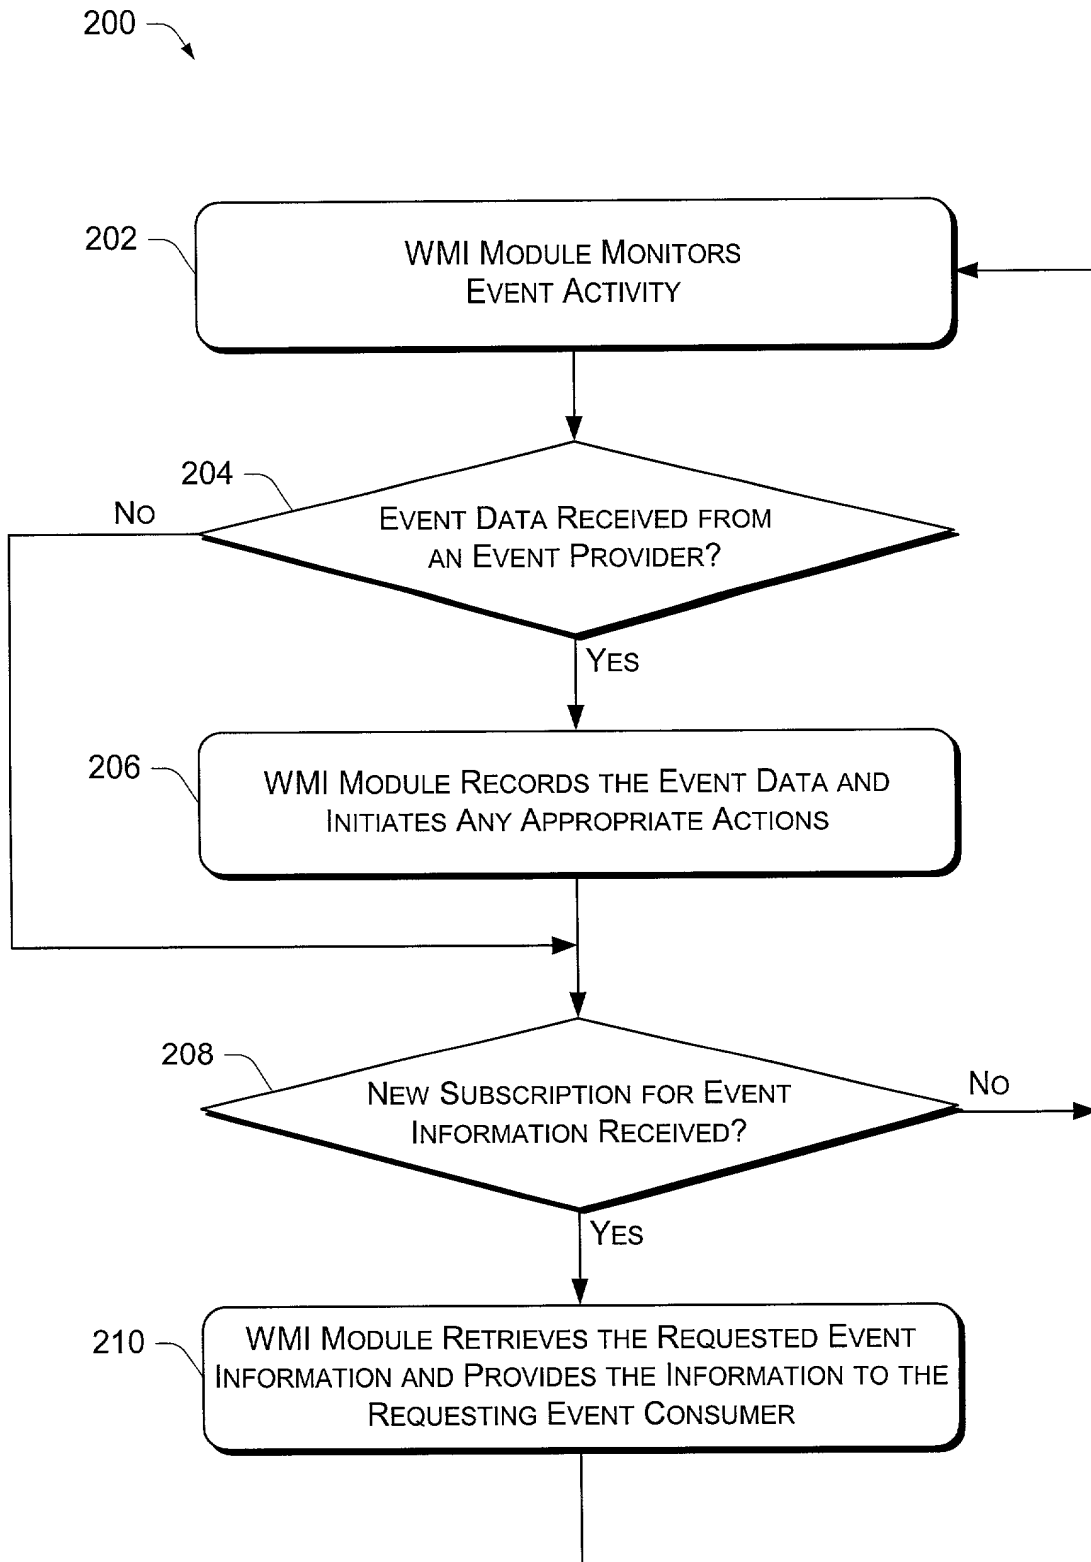 200
202
WMI MODULE MONITORS
EVENT ACTIVITY
204
NO
EVENT DATA RECEIVED FROM
AN EVENT PROVIDER?
YES
206
WMI MODULE RECORDS THE EVENT DATA AND
INITIATES ANY APPROPRIATE ACTIONS
208
NEW SUBSCRIPTION FOR EVENT
INFORMATION RECEIVED?
NO
YES
210
WMI MODULE RETRIEVES THE REQUESTED EVENT
INFORMATION AND PROVIDES THE INFORMATION TO THE
REQUESTING EVENT CONSUMER